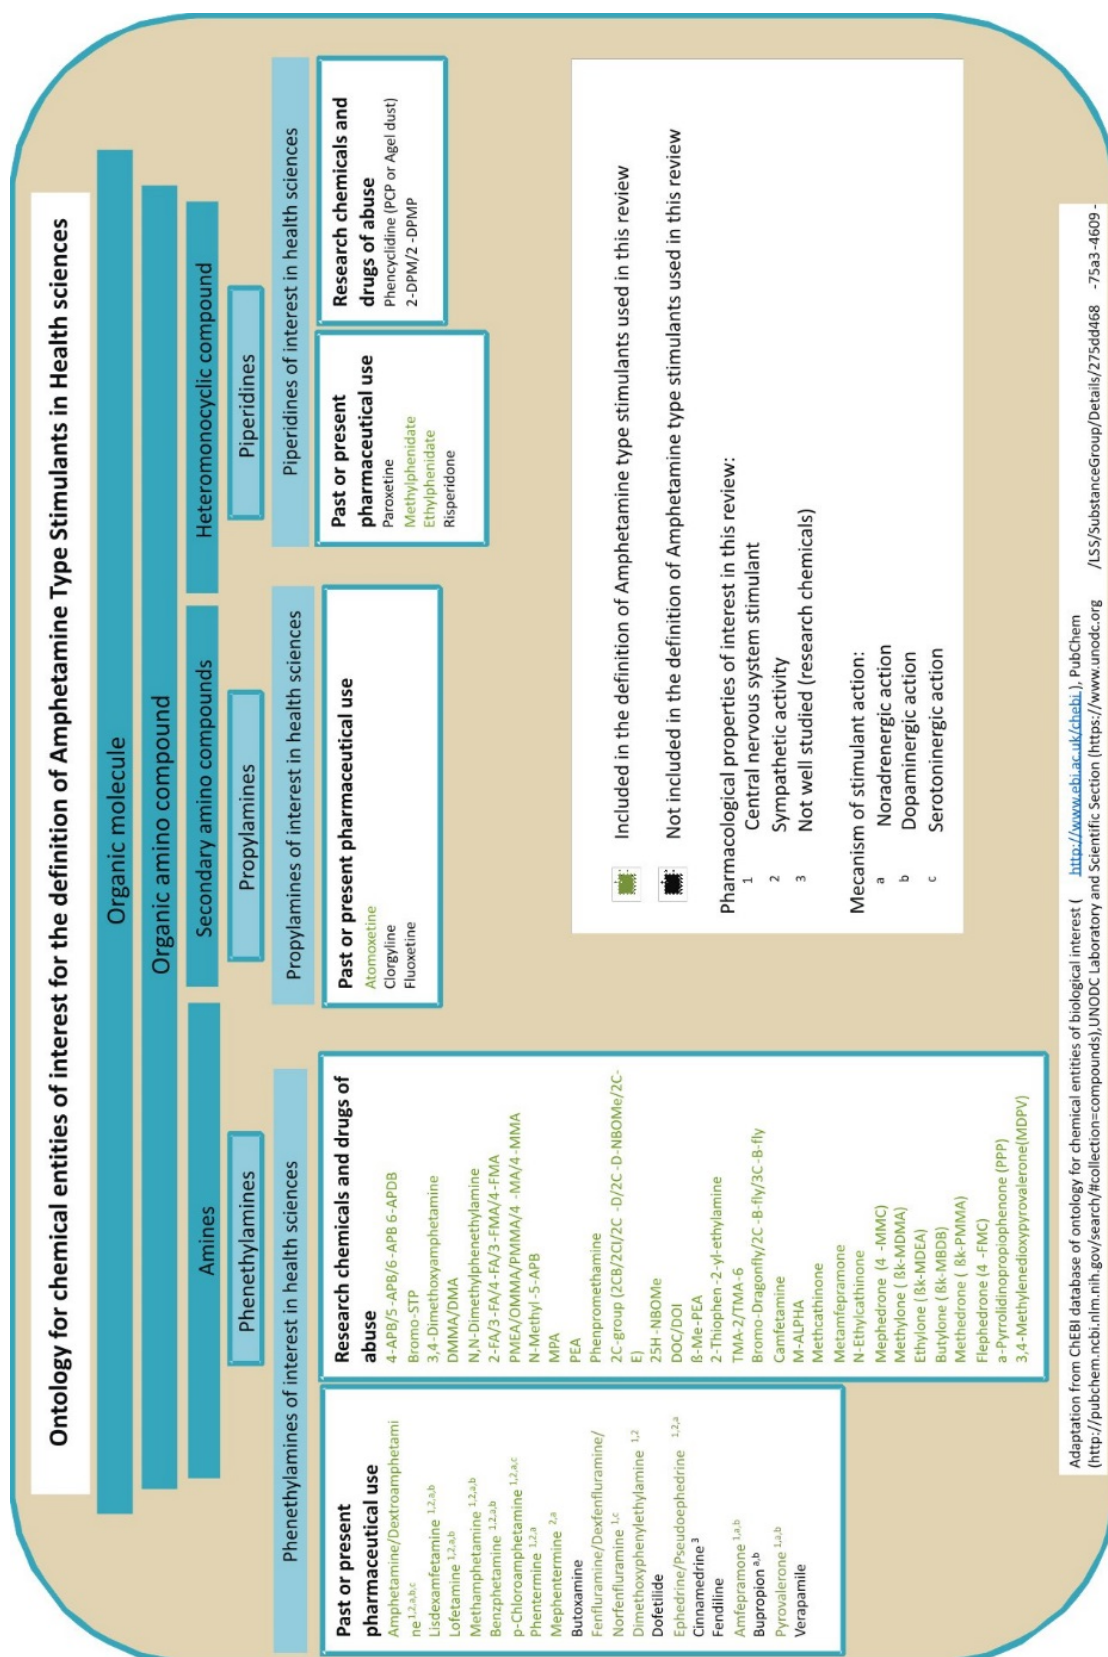 Ontology for chemical entities of interest for the definition of Amphetamine Type Stimulants in Health sciences
Organic molecule
Organic amino compound
Amines
Secondary amino compounds
Heteromonocyclic compound
Phenethylamines
Propylamines
Piperidines
Phenethylamines of interest in health sciences
Propylamines of interest in health sciences
Piperidines of interest in health sciences
Past or present
pharmaceutical use
Amphetamine/Dextroamphetami
ne 1,2,a,b,c
Lisdexamfetamine 1,2,a,b
Lofetamine 1,2,a,b
Methamphetamine 1,2,a,b
Benzphetamine 1,2,a,b
p-Chloroamphetamine 1,2,a,c
Phentermine 1,2,a
Mephentermine 2,a
Butoxamine
Fenfluramine/Dexfenfluramine/
Norfenfluramine 1,c
Dimethoxyphenylethylamine 1,2
Dofetilide
Ephedrine/Pseudoephedrine 1,2,a
Cinnamedrine 3
Fendiline
Amfepramone 1,a,b
Bupropion a,b
Pyrovalerone 1,a,b
Verapamile
Research chemicals and drugs of
abuse
4-APB/5 -APB/6-APB 6-APDB
Bromo-STP
3,4-Dimethoxyamphetamine
DMMA/DMA
N,N-Dimethylphenethylamine
2-FA/3-FA/4-FA/3-FMA/4-FMA
PMEA/OMMA/PMMA/4 -MA/4-MMA
N-Methyl -5-APB
MPA
PEA
Phenpromethamine
2C-group (2CB/2CI/2C -D/2C-D-NBOMe/2C-
E)
25H -NBOMe
DOC/DOI
ß-Me-PEA
2-Thiophen -2-yl-ethylamine
TMA-2/TMA-6
Bromo-Dragonfly/2C -B-fly/3C-B-fly
Camfetamine
M-ALPHA
Methcathinone
Metamfepramone
N-Ethylcathinone
Mephedrone (4 -MMC)
Methylone ( ßk-MDMA)
Ethylone (ßk-MDEA)
Butylone (ßk-MBDB)
Methedrone ( ßk-PMMA)
Flephedrone (4 -FMC)
a-Pyrrolidinopropiophenone (PPP)
3,4-Methylenedioxypyrovalerone(MDPV)
Past or present pharmaceutical use
Atomoxetine
Clorgyline
Fluoxetine
Past or present
pharmaceutical use
Paroxetine
Methylphenidate
Ethylphenidate
Risperidone
Research chemicals and
drugs of abuse
Phencyclidine (PCP or Agel dust)
2-DPM/2 -DPMP
Included in the definition of Amphetamine type stimulants used in this review
Not included in the definition of Amphetamine type stimulants used in this review
Pharmacological properties of interest in this review:
1 Central nervous system stimulant
2 Sympathetic activity
3 Not well studied (research chemicals)
Mecanism of stimulant action:
a Noradrenergic action
b Dopaminergic action
c Serotoninergic action
Adaptation from ChEBI database of ontology for chemical entities of biological interest ( http://www.ebi.ac.uk/chebi ), PubChem
(http://pubchem.ncbi.nlm.nih.gov/search/#collection=compounds),UNODC Laboratory and Scientific Section (https://www.unodc.org /LSS/SubstanceGroup/Details/275dd468 -75a3-4609-